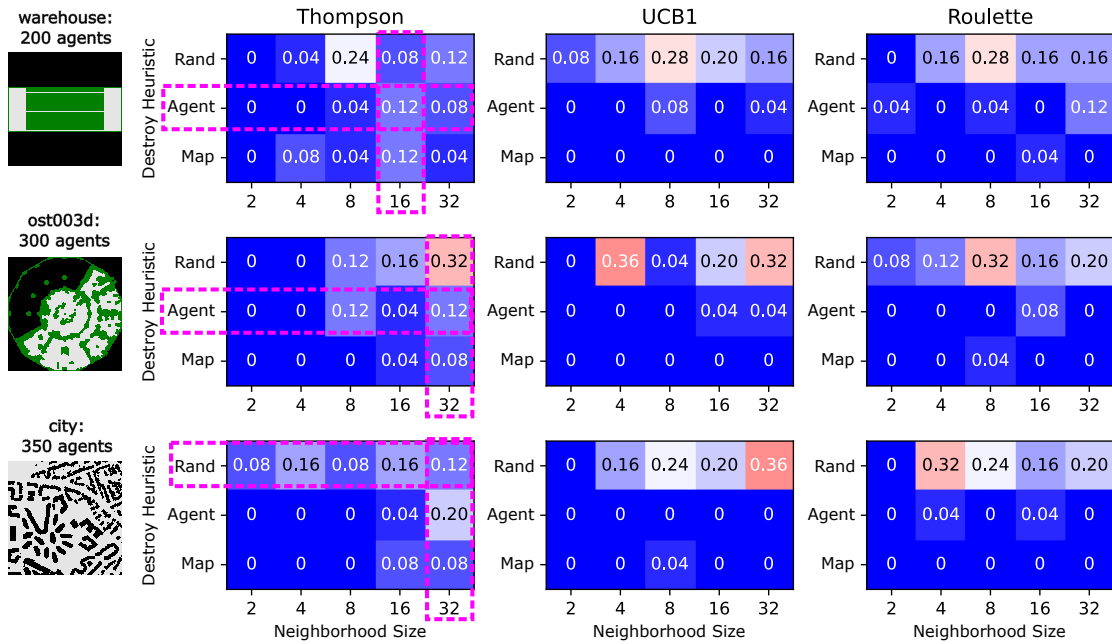 Thompson UCB1 Roulette
warehouse:
200 agents
Destroy Heuristic
Rand 0 0.04 0.24 0.08 0.12
Agent 0 0 0.04 0.12 0.08
Map 0 0.08 0.04 0.12 0.04
2 4 8 16 32
Rand 0.08 0.16 0.28 0.20 0.16
Agent 0 0 0.08 0 0.04
Map 0 0 0 0 0
2 4 8 16 32
Rand 0 0.16 0.28 0.16 0.16
Agent 0.04 0 0.04 0 0.12
Map 0 0 0 0.04 0
2 4 8 16 32
ost003d:
300 agents
Destroy Heuristic
Rand 0 0 0.12 0.16 0.32
Agent 0 0 0.12 0.04 0.12
Map 0 0 0 0.04 0.08
2 4 8 16 32
Rand 0 0.36 0.04 0.20 0.32
Agent 0 0 0 0.04 0.04
Map 0 0 0 0 0
2 4 8 16 32
Rand 0.08 0.12 0.32 0.16 0.20
Agent 0 0 0 0.08 0
Map 0 0 0.04 0 0
2 4 8 16 32
city:
350 agents
Destroy Heuristic
Rand 0.08 0.16 0.08 0.16 0.12
Agent 0 0 0 0.04 0.20
Map 0 0 0 0.08 0.08
2 4 8 16 32
Neighborhood Size
Rand 0 0.16 0.24 0.20 0.36
Agent 0 0 0 0 0
Map 0 0 0.04 0 0
2 4 8 16 32
Neighborhood Size
Rand 0 0.32 0.24 0.16 0.20
Agent 0 0.04 0 0.04 0
Map 0 0 0 0 0
2 4 8 16 32
Neighborhood Size